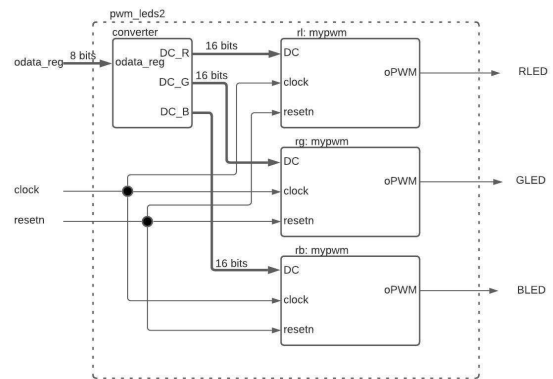 pwm_leds2
converter
rl: mypwm
odata_reg
8 bits
odata_reg
DC_R
16 bits
DC
oPWM
RLED
DC_G
16 bits
clock
DC_B
resetn
rg: mypwm
DC
oPWM
GLED
clock
clock
resetn
resetn
rb: mypwm
16 bits
DC
oPWM
BLED
clock
resetn